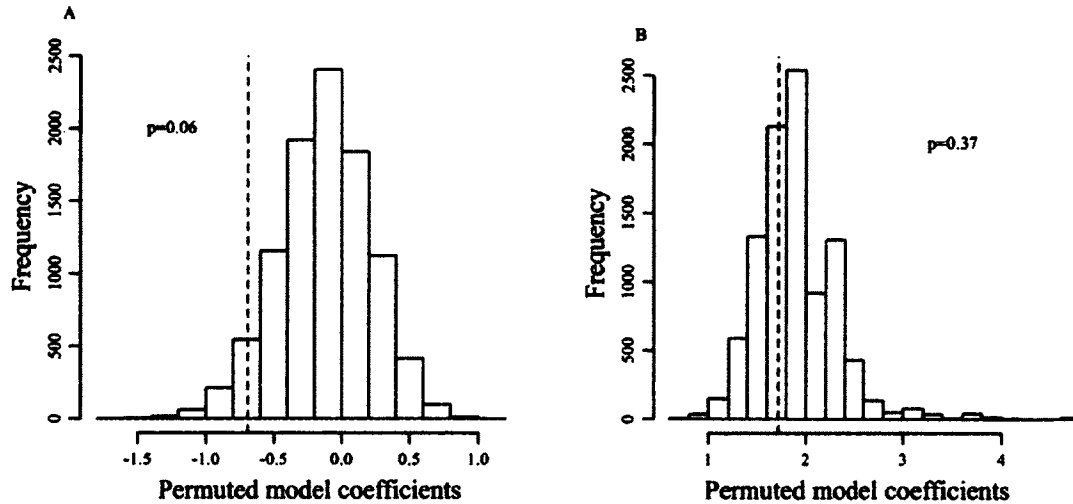 A
Frequency
2500
2000
1500
1000
500
0
p=0.06
-1.5 -1.0 -0.5 0.0 0.5 1.0
Permuted model coefficients
B
Frequency
2500
2000
1500
1000
500
0
p=0.37
1 2 3 4
Permuted model coefficients